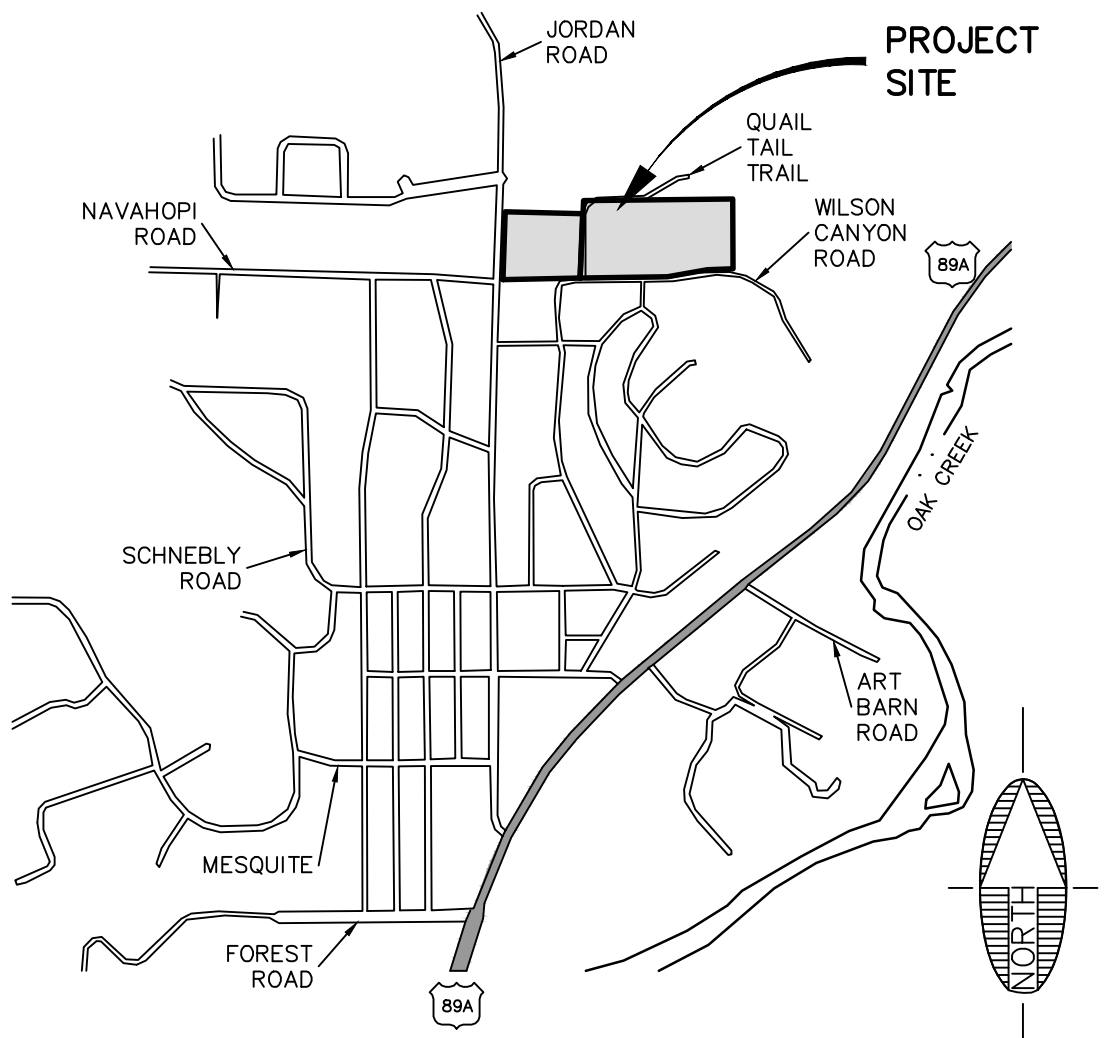 JORDAN
ROAD
PROJECT
SITE
QUAIL
TAIL
TRAIL
NAVAHOPI
ROAD
WILSON
CANYON
ROAD
89A
OAK CREEK
SCHNEBLY
ROAD
ART
BARN
ROAD
MESQUITE
FOREST
ROAD
NORTH
89A